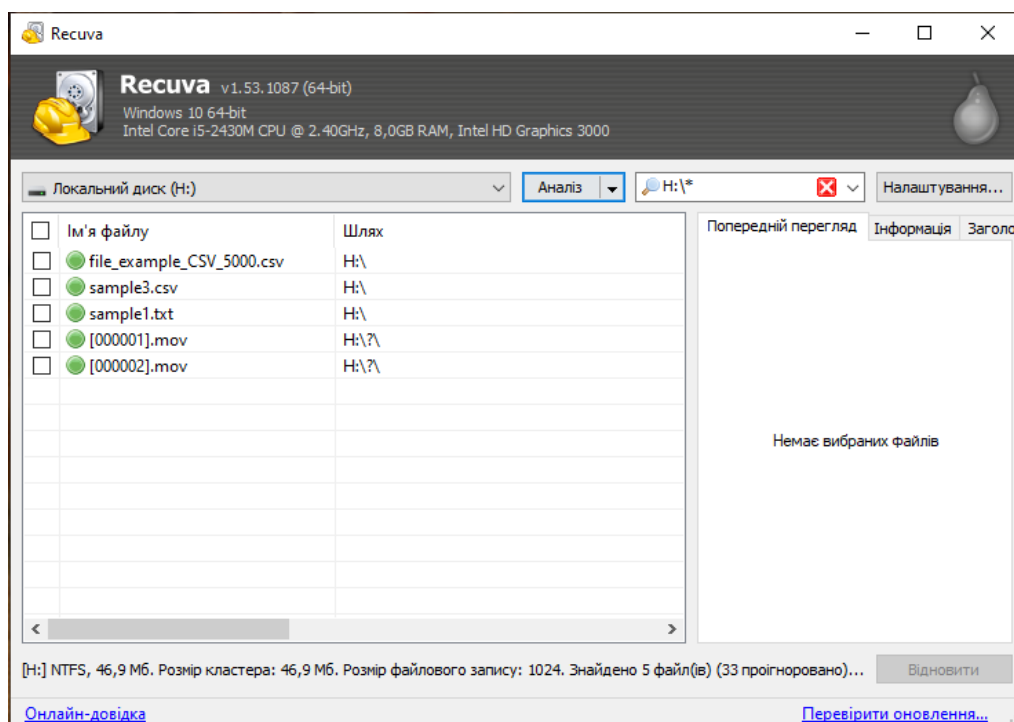 Recuva
Recuva v1.53.1087 (64-bit)
Windows 10 64-bit
Intel Core i5-2430M CPU @ 2.40GHz, 8,0GB RAM, Intel HD Graphics 3000
Локальний диск (H:) Аналіз H:\* Налаштування...
Ім'я файлу Шлях Попередній перегляд Інформація Заголо
file_example_CSV_5000.csv H:\
sample3.csv H:\
sample1.txt H:\
[000001].mov H:\?\
[000002].mov H:\?\
Немає вибраних файлів
[H:] NTFS, 46,9 Мб. Розмір кластера: 46,9 Мб. Розмір файлового запису: 1024. Знайдено 5 файл(ів) (33 проігноровано)... Відновити
Онлайн-довідка Перевірити оновлення...